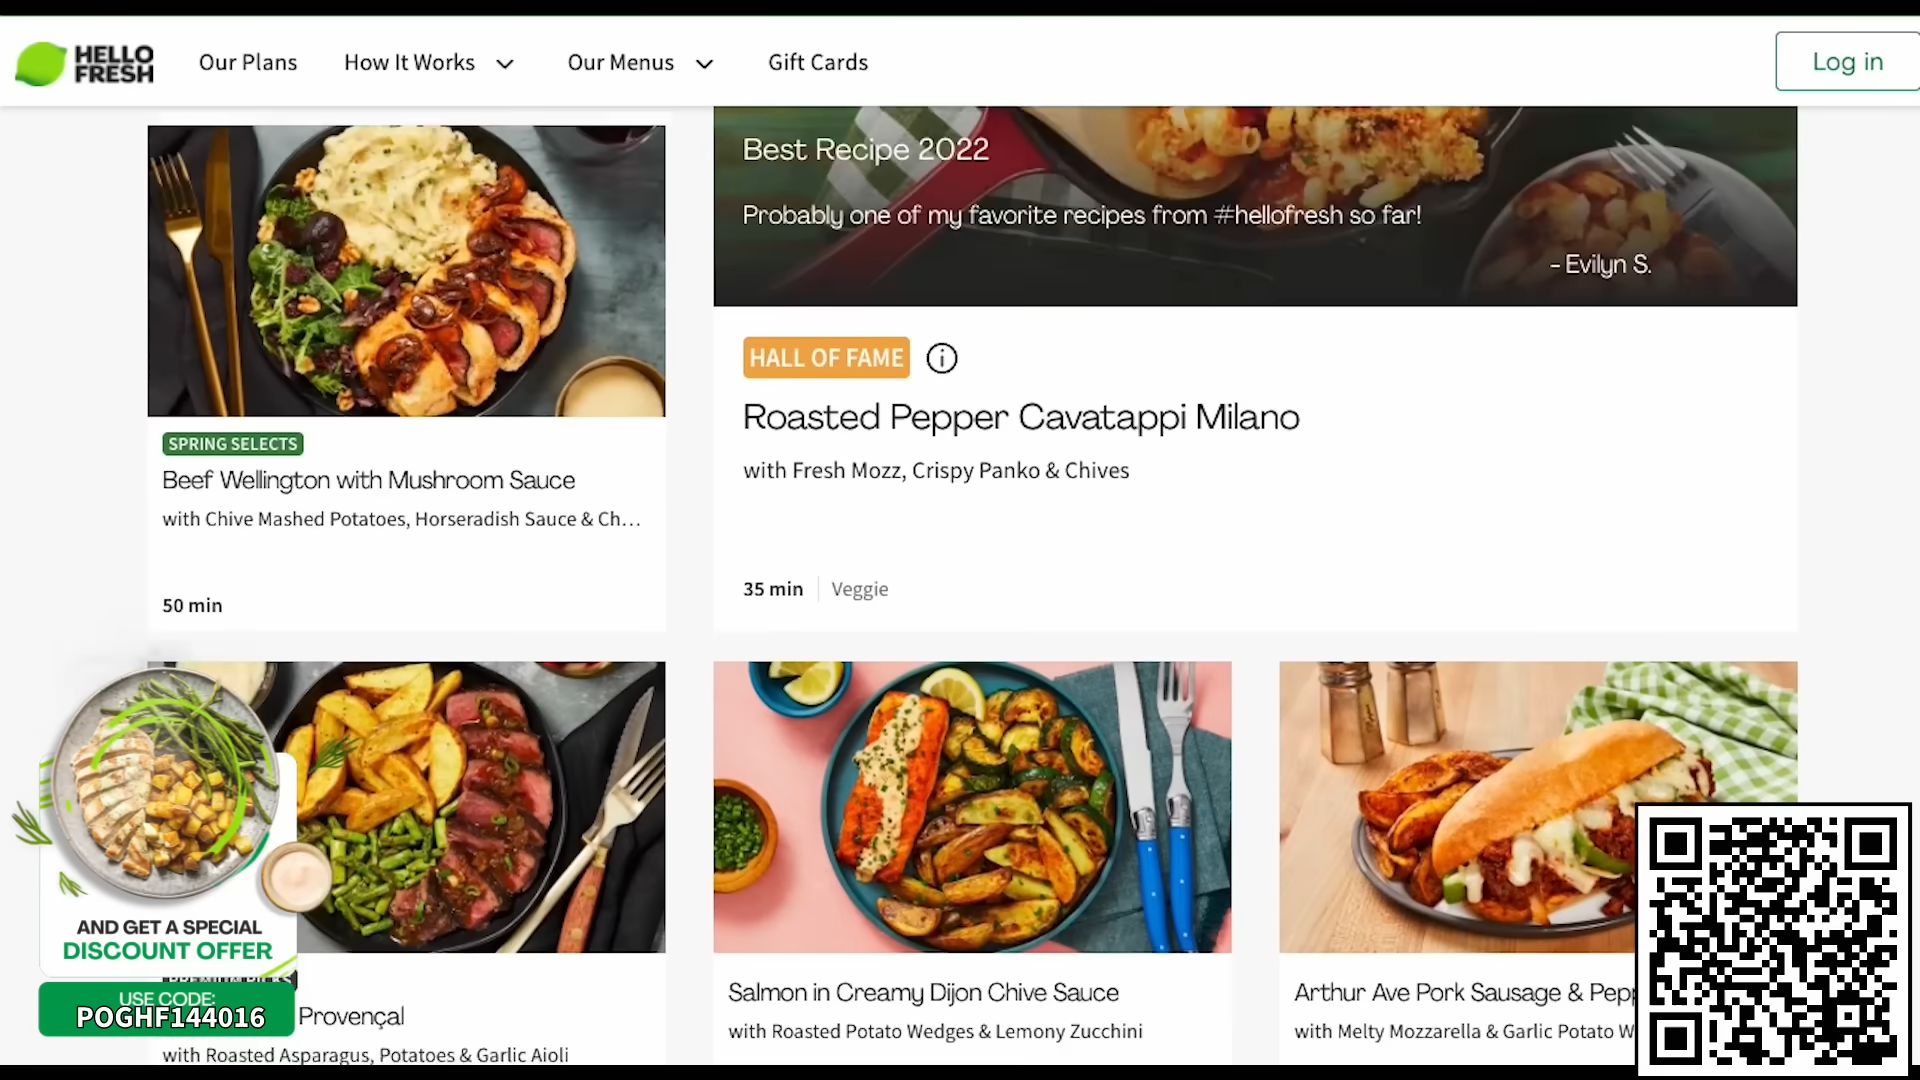 HELLO
FRESH
Our Plans
How It Works
Our Menus
Gift Cards
Log in
Best Recipe 2022
Probably one of my favorite recipes from #hellofresh so far!
- Evilyn S.
SPRING SELECTS
Beef Wellington with Mushroom Sauce
with Chive Mashed Potatoes, Horseradish Sauce & Ch...
50 min
HALL OF FAME
Roasted Pepper Cavatappi Milano
with Fresh Mozz, Crispy Panko & Chives
35 min
Veggie
AND GET A SPECIAL
DISCOUNT OFFER
USE CODE:
POGHF144016
Provençal
with Roasted Asparagus, Potatoes & Garlic Aioli
Salmon in Creamy Dijon Chive Sauce
with Roasted Potato Wedges & Lemony Zucchini
Arthur Ave Pork Sausage & Pepp
with Melty Mozzarella & Garlic Potato W